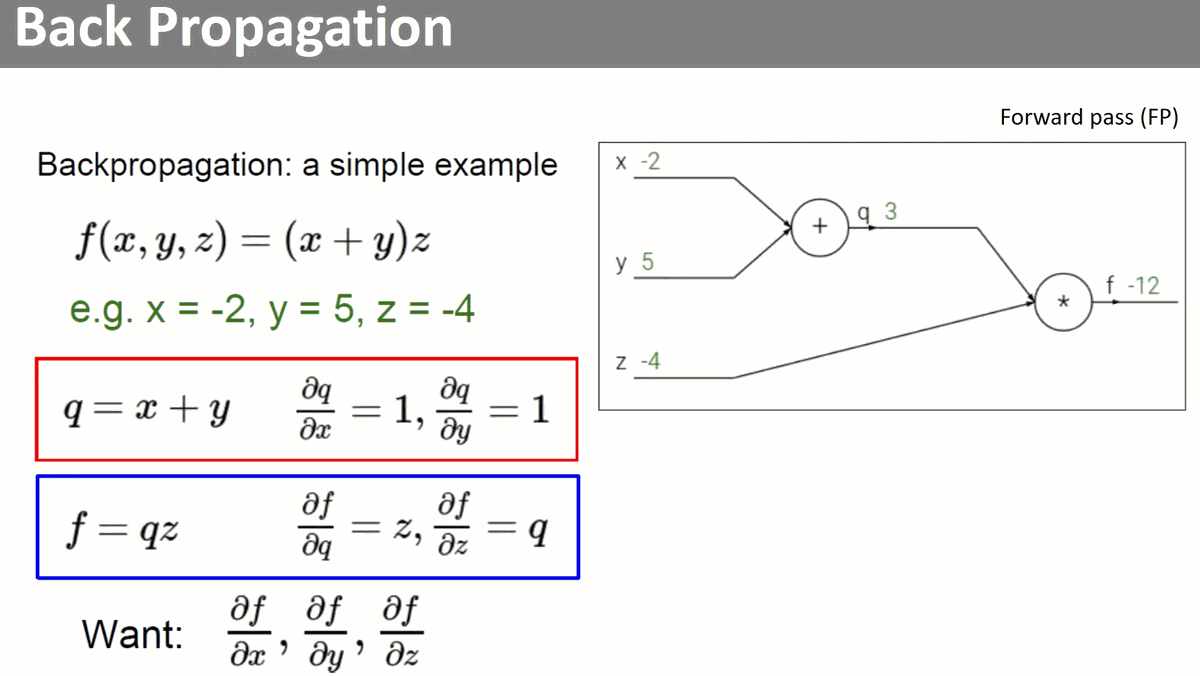 Back Propagation
Forward pass (FP)
Backpropagation: a simple example
f(x, y, z) = (x + y)z
e.g. x = -2, y = 5, z = -4
q = x + y    ∂q/∂x = 1, ∂q/∂y = 1
f = qz    ∂f/∂q = z, ∂f/∂z = q
Want: ∂f/∂x, ∂f/∂y, ∂f/∂z
x -2
+
q 3
y 5
f -12
*
z -4